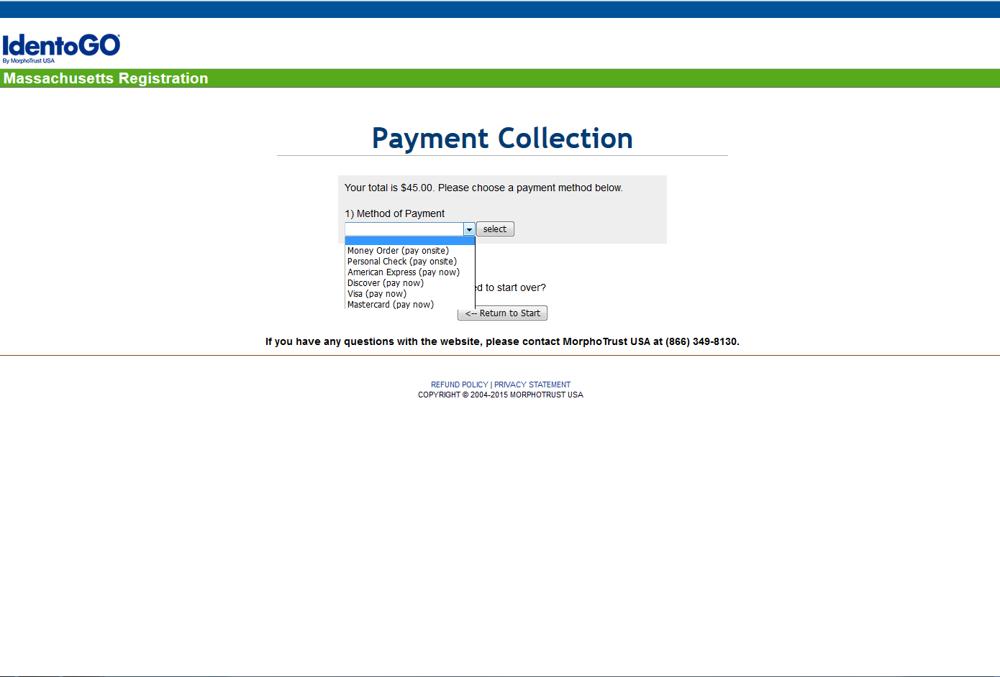 IdentoGO
By MorphoTrust USA
Massachusetts Registration
Payment Collection
Your total is $45.00. Please choose a payment method below.
1) Method of Payment
select
Money Order (pay onsite)
Personal Check (pay onsite)
American Express (pay now)
Discover (pay now)
Visa (pay now)
Mastercard (pay now)
to start over?
<-- Return to Start
If you have any questions with the website, please contact MorphoTrust USA at (866) 349-8130.
REFUND POLICY | PRIVACY STATEMENT
COPYRIGHT © 2004-2015 MORPHOTRUST USA